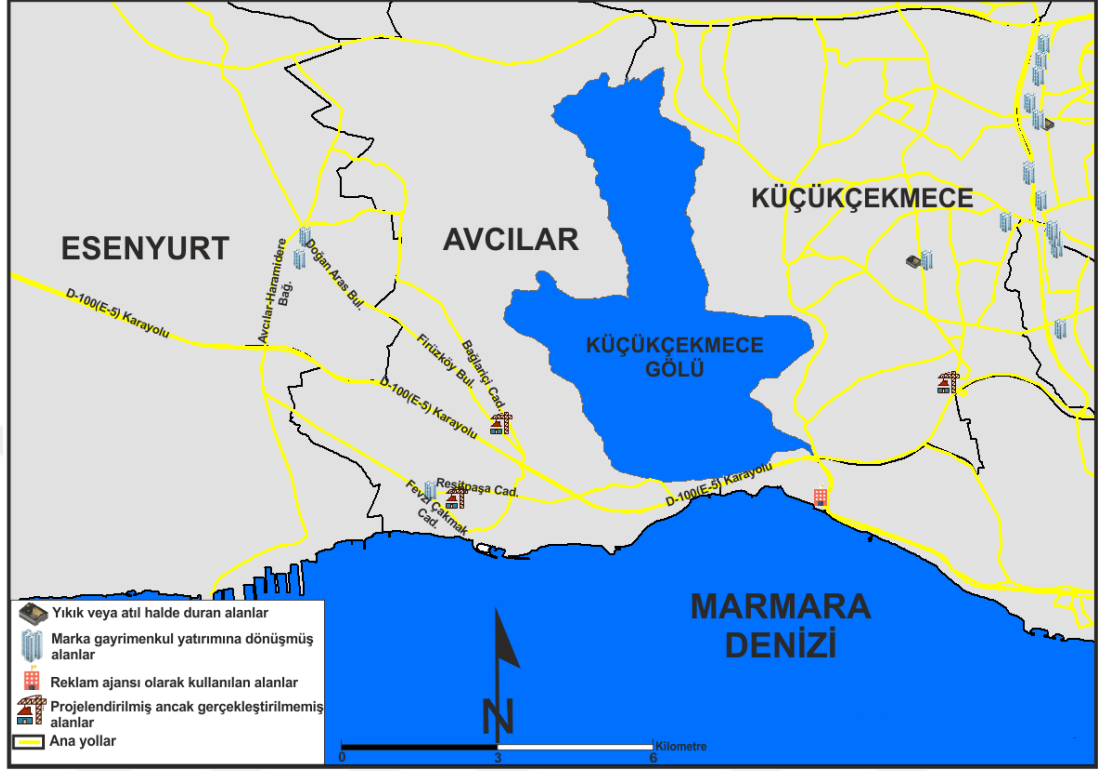 KÜÇÜKÇEKMECE
ESENYURT
AVCILAR
Avcılar-Haramidere
Bağ.
Doğan Aras Bul.
D-100(E-5) Karayolu
Firüzköy Bul.
Bağlariçi Cad.
KÜÇÜKÇEKMECE
GÖLÜ
D-100(E-5) Karayolu
Reşitpaşa Cad.
Fevzi Çakmak
Cad.
D-100(E-5) Karayolu
MARMARA
DENİZİ
Yıkık veya atıl halde duran alanlar
Marka gayrimenkul yatırımına dönüşmüş
alanlar
Reklam ajansı olarak kullanılan alanlar
Projelendirilmiş ancak gerçekleştirilmemiş
alanlar
Ana yollar
N
Kilometre
0 3 6